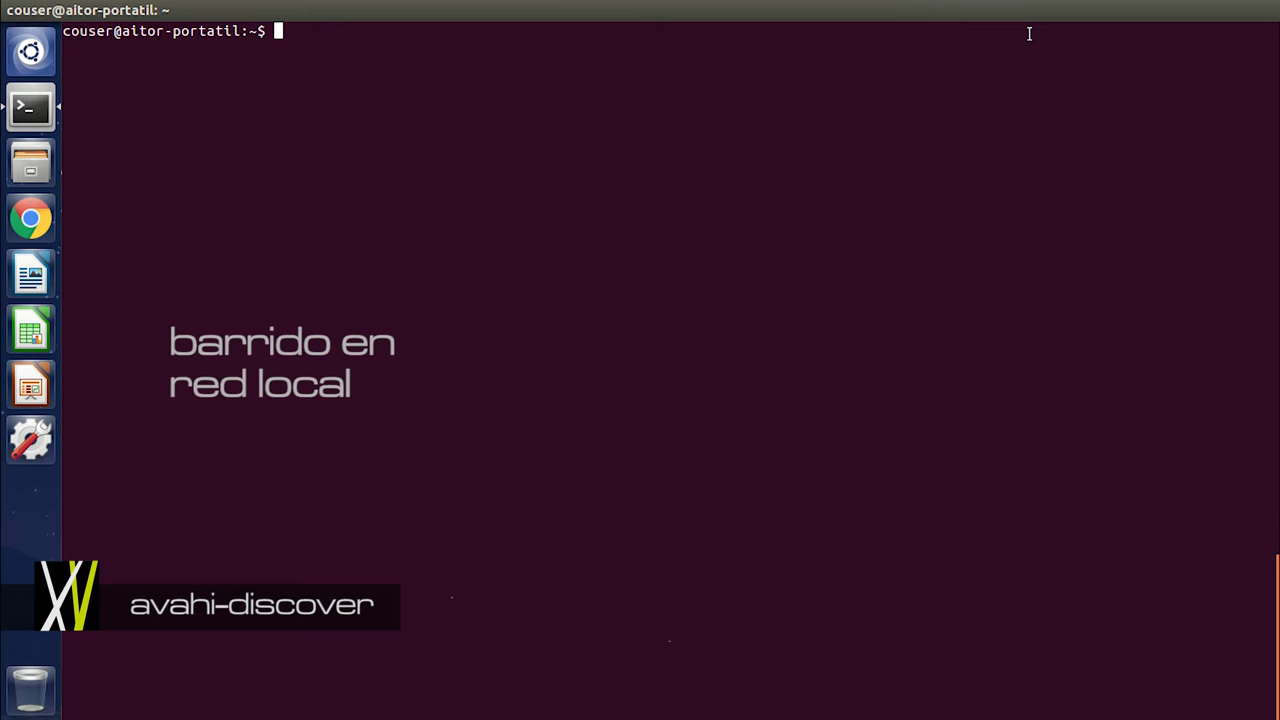 couser@aitor-portatil: ~
couser@aitor-portatil:~$
barrido en
red local
XV
avahi-discover